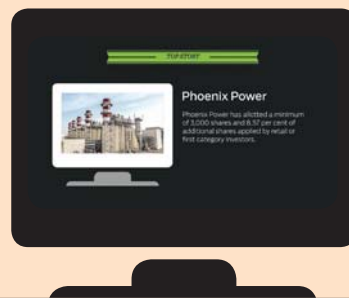 TOP STORY
Phoenix Power
Phoenix Power has allotted a minimum
of 3,000 shares and 8.57 per cent of
additional shares applied by retail or
first category investors.